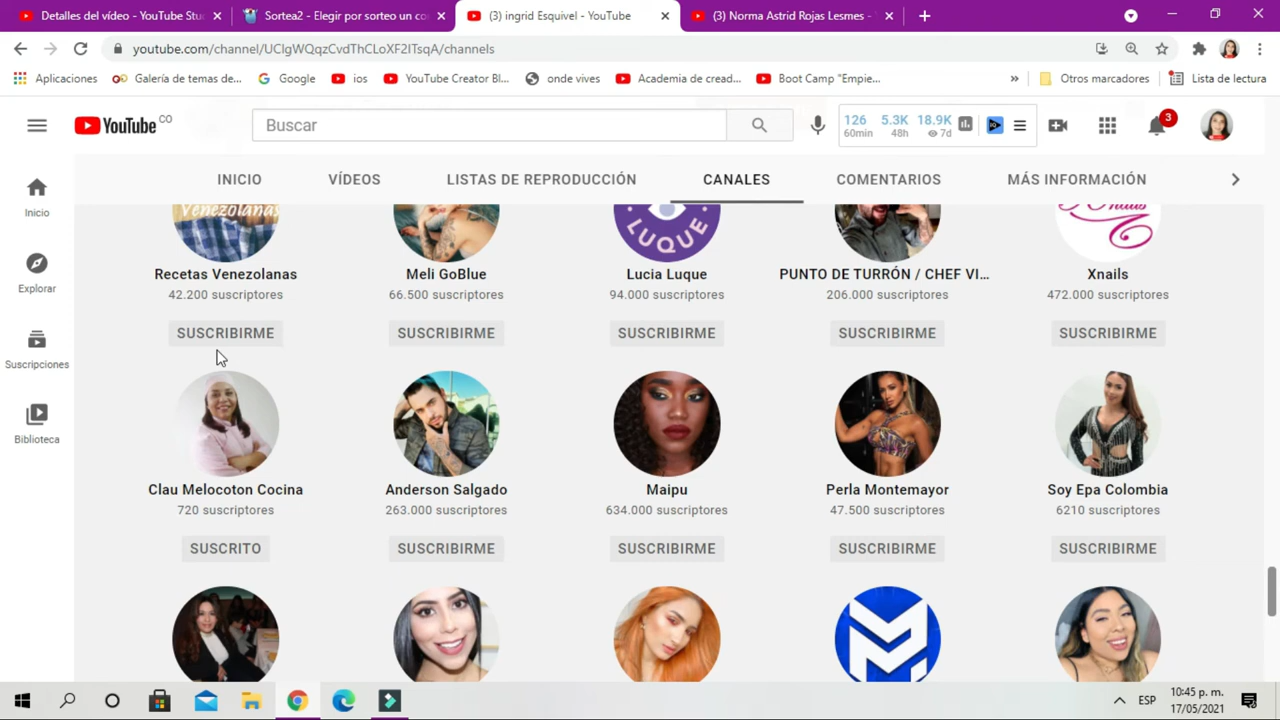 Detalles del vídeo - YouTube Stu
Sortea2 - Elegir por sorteo un co
(3) ingrid Esquivel - YouTube
(3) Norma Astrid Rojas Lesmes -
youtube.com/channel/UClgWQqzCvdThCLoXF2ITsqA/channels
Aplicaciones
Galería de temas de...
Google
ios
YouTube Creator Bl...
onde vives
Academia de cread...
Boot Camp "Empie...
»
Otros marcadores
Lista de lectura
YouTube CO
Buscar
126 5.3K 18.9K
60min 48h 7d
3
INICIO
VÍDEOS
LISTAS DE REPRODUCCIÓN
CANALES
COMENTARIOS
MÁS INFORMACIÓN
Inicio
Explorar
Suscripciones
Biblioteca
Venezolanas
LUQUE
Xnails
Recetas Venezolanas
Meli GoBlue
Lucia Luque
PUNTO DE TURRÓN / CHEF VI...
Xnails
42.200 suscriptores
66.500 suscriptores
94.000 suscriptores
206.000 suscriptores
472.000 suscriptores
SUSCRIBIRME
SUSCRIBIRME
SUSCRIBIRME
SUSCRIBIRME
SUSCRIBIRME
Clau Melocoton Cocina
Anderson Salgado
Maipu
Perla Montemayor
Soy Epa Colombia
720 suscriptores
263.000 suscriptores
634.000 suscriptores
47.500 suscriptores
6210 suscriptores
SUSCRITO
SUSCRIBIRME
SUSCRIBIRME
SUSCRIBIRME
SUSCRIBIRME
ESP
10:45 p. m.
17/05/2021